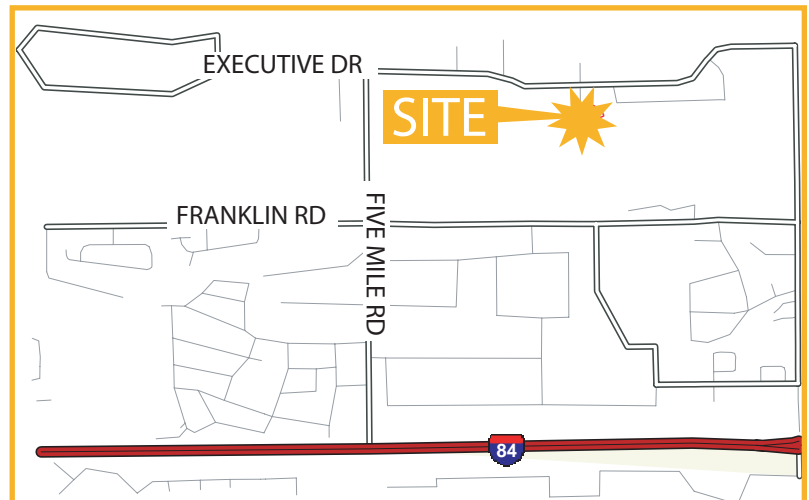 EXECUTIVE DR
SITE
FRANKLIN RD
FIVE MILE RD
84